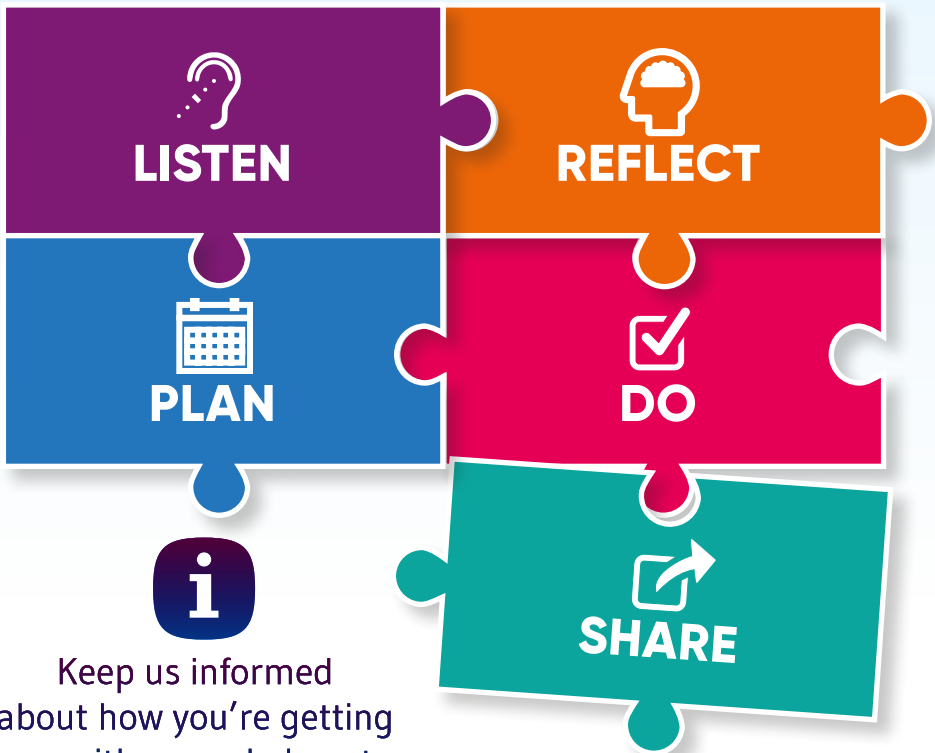 LISTEN
REFLECT
PLAN
DO
SHARE
i
Keep us informed
about how you're getting